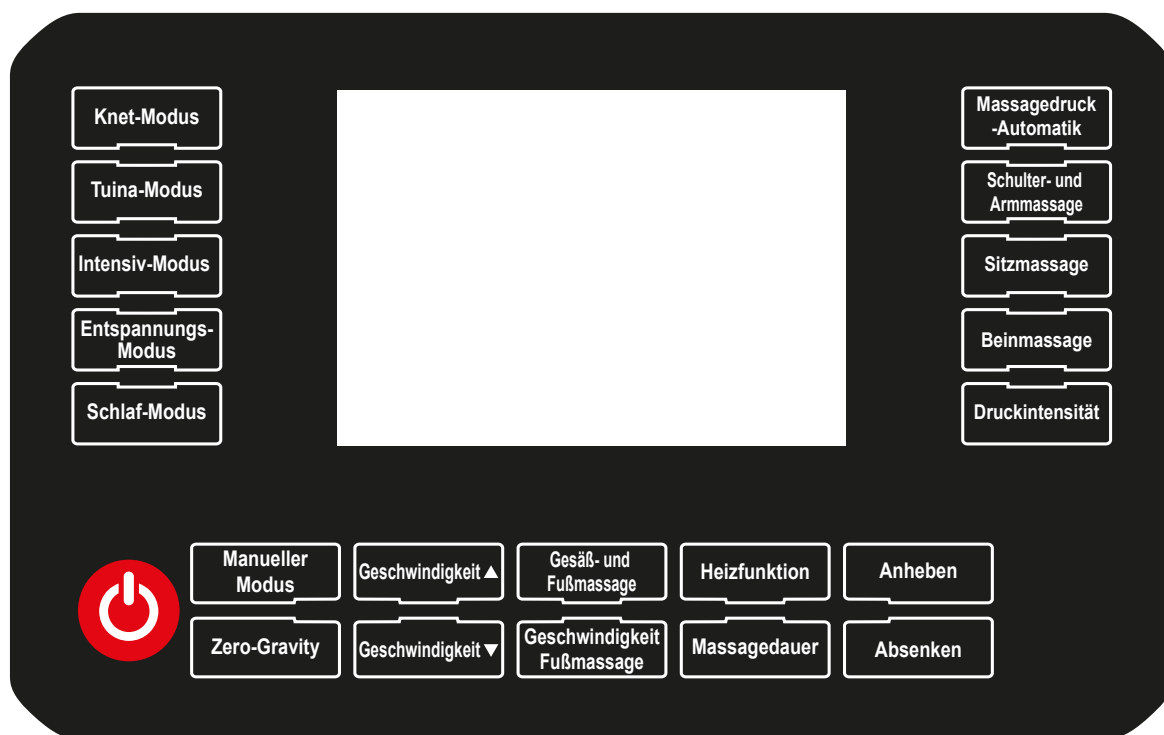 Knet-Modus
Tuina-Modus
Intensiv-Modus
Entspannungs-
Modus
Schlaf-Modus
Massagedruck
-Automatik
Schulter- und
Armmassage
Sitzmassage
Beinmassage
Druckintensität
Manueller
Modus
Geschwindigkeit ▲
Gesäß- und
Fußmassage
Heizfunktion
Anheben
Zero-Gravity
Geschwindigkeit ▼
Geschwindigkeit
Fußmassage
Massagedauer
Absenken